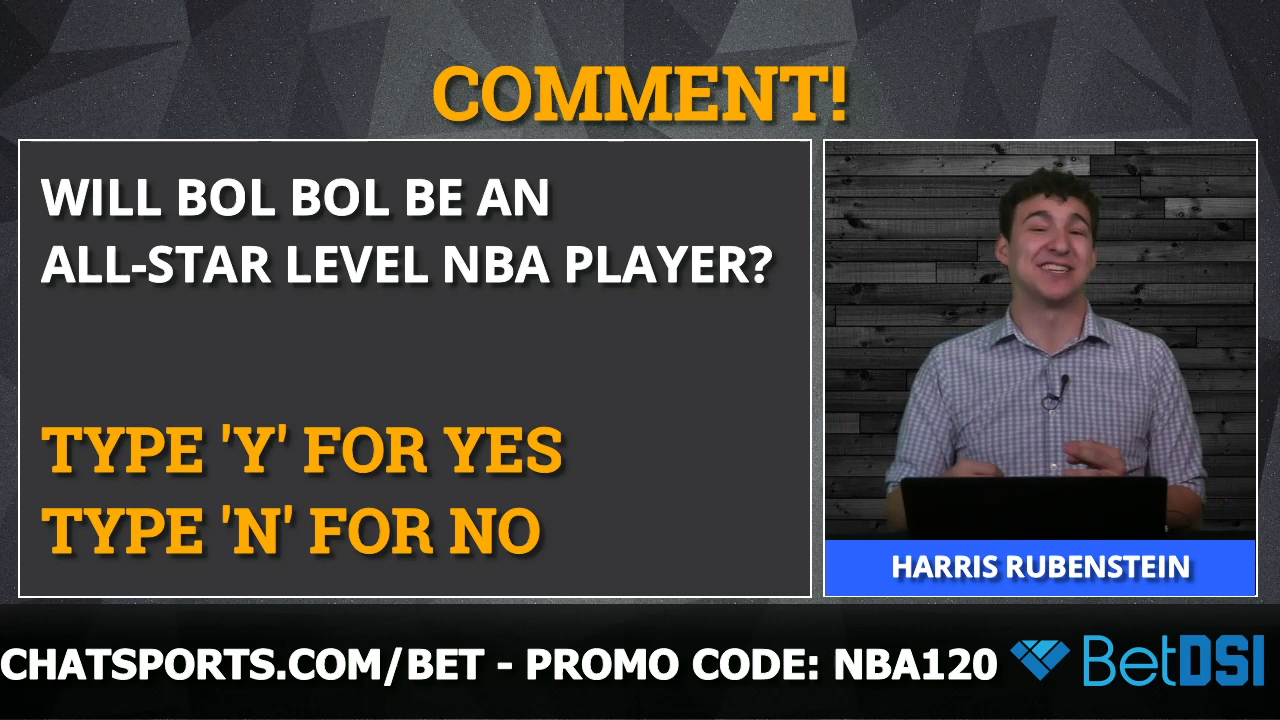 COMMENT!
WILL BOL BOL BE AN
ALL-STAR LEVEL NBA PLAYER?
TYPE 'Y' FOR YES
TYPE 'N' FOR NO
HARRIS RUBENSTEIN
CHATSPORTS.COM/BET - PROMO CODE: NBA120
BetDSI